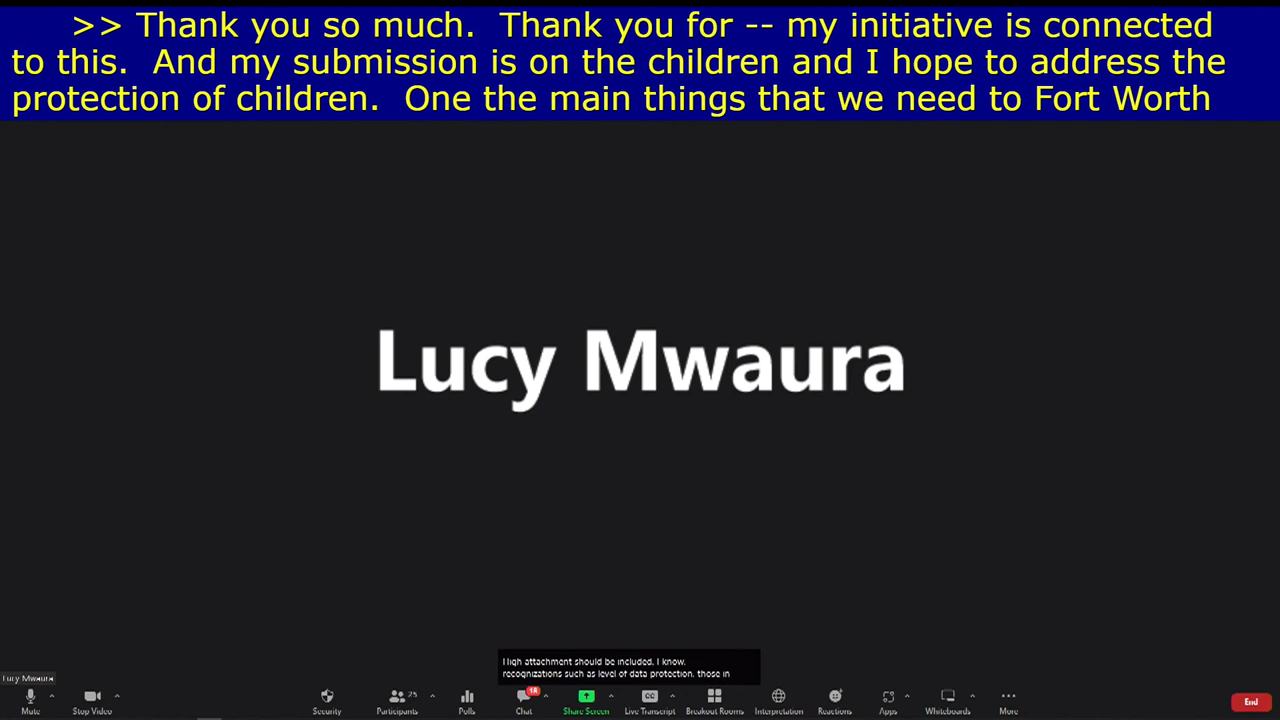 >> Thank you so much. Thank you for -- my initiative is connected
to this. And my submission is on the children and I hope to address the
protection of children. One the main things that we need to Fort Worth
Lucy Mwaura
High attachment should be included. I know.
recognizations such as level of data protection. those in
Lucy Mwaura
25
18
CC
Mute
Stop Video
Security
Participants
Polls
Chat
Share Screen
Live Transcript
Breakout Rooms
Interpretation
Reactions
Apps
Whiteboards
More
End